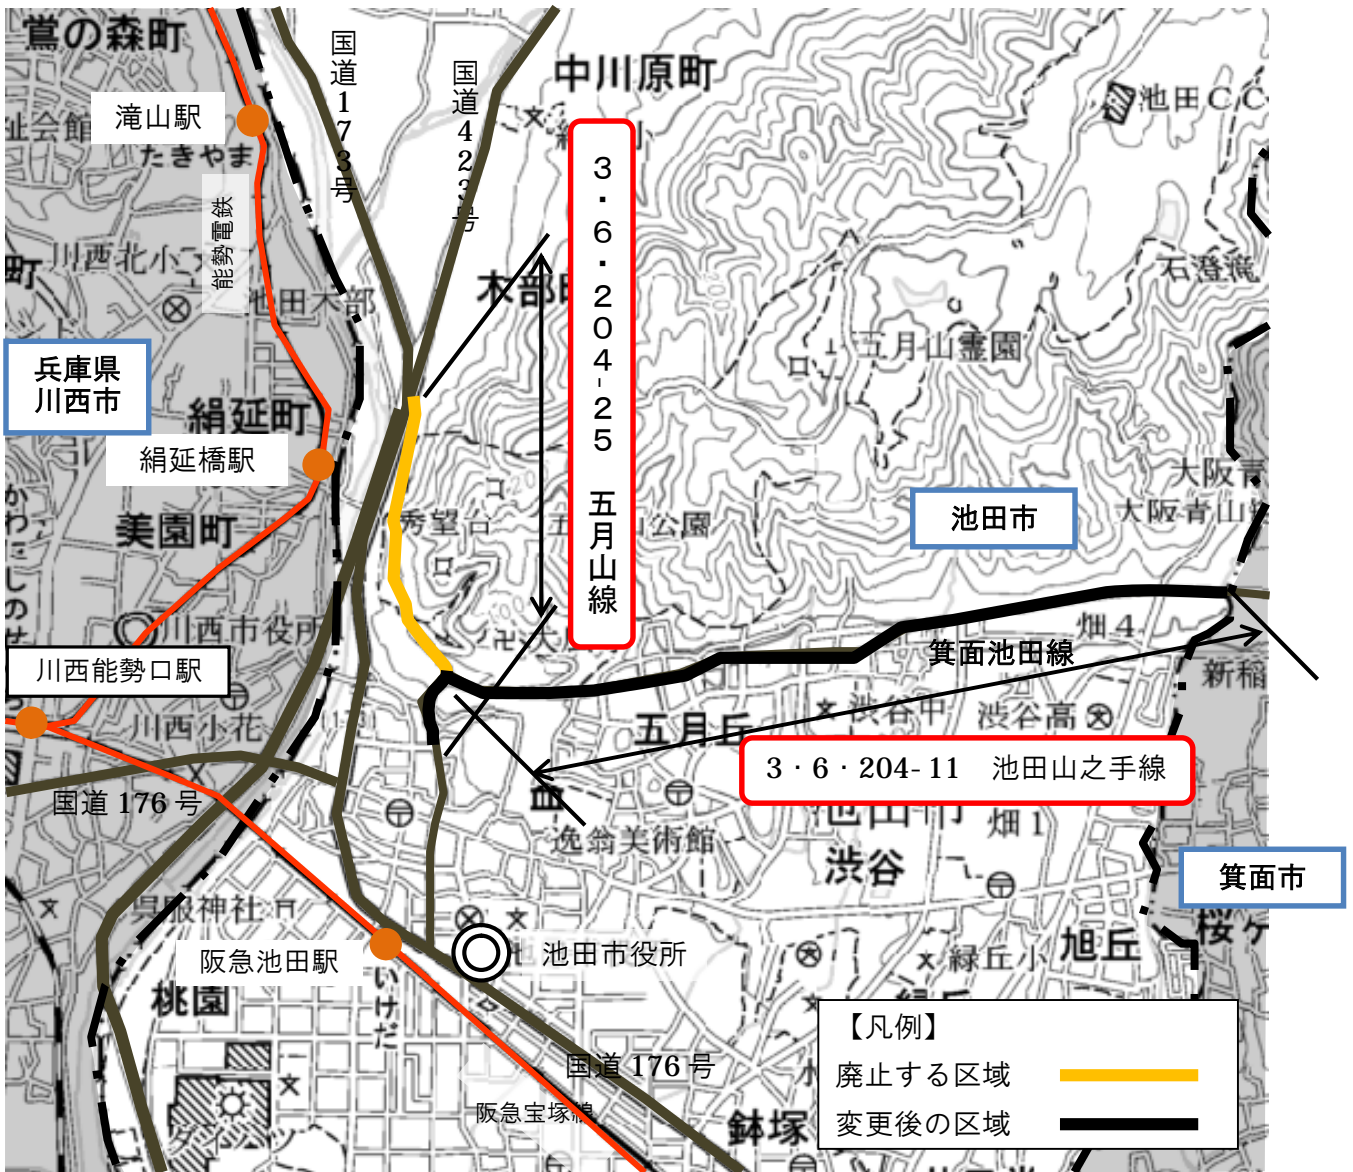 鶯の森町
国道173号
国道423号
中川原町
滝山駅
たきやま
池田CC
能勢電鉄
川西北小
池田木部
木部町
3・6・204-25 五月山線
石澄滝
五月山霊園
兵庫県
川西市
絹延町
絹延橋駅
大阪青
大阪青山
池田市
美園町
秀望台
川西市役所
畑4
箕面池田線
新稲
川西能勢口駅
川西小花
(173)
五月丘
渋谷中
渋谷高
3・6・204-11 池田山之手線
国道176号
逸翁美術館
池田市
畑1
渋谷
箕面市
呉服神社
桜ヶ
阪急池田駅
いけだ
池田市役所
緑丘小
旭丘
桃園
緑丘
国道176号
阪急宝塚線
鉢塚
【凡例】
廃止する区域
変更後の区域